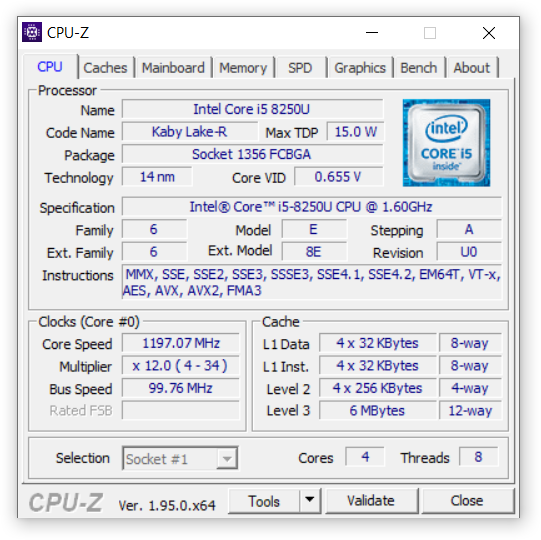 CPU-Z
CPU Caches Mainboard Memory SPD Graphics Bench About
Processor
Name Intel Core i5 8250U
Code Name Kaby Lake-R Max TDP 15.0 W
Package Socket 1356 FCBGA
Technology 14 nm Core VID 0.655 V
intel
CORE i5
inside™
Specification Intel® Core™ i5-8250U CPU @ 1.60GHz
Family 6 Model E Stepping A
Ext. Family 6 Ext. Model 8E Revision U0
Instructions MMX, SSE, SSE2, SSE3, SSSE3, SSE4.1, SSE4.2, EM64T, VT-x,
AES, AVX, AVX2, FMA3
Clocks (Core #0)
Core Speed 1197.07 MHz
Multiplier x 12.0 ( 4 - 34 )
Bus Speed 99.76 MHz
Rated FSB
Cache
L1 Data 4 x 32 KBytes 8-way
L1 Inst. 4 x 32 KBytes 8-way
Level 2 4 x 256 KBytes 4-way
Level 3 6 MBytes 12-way
Selection Socket #1 Cores 4 Threads 8
CPU-Z Ver. 1.95.0.x64 Tools Validate Close